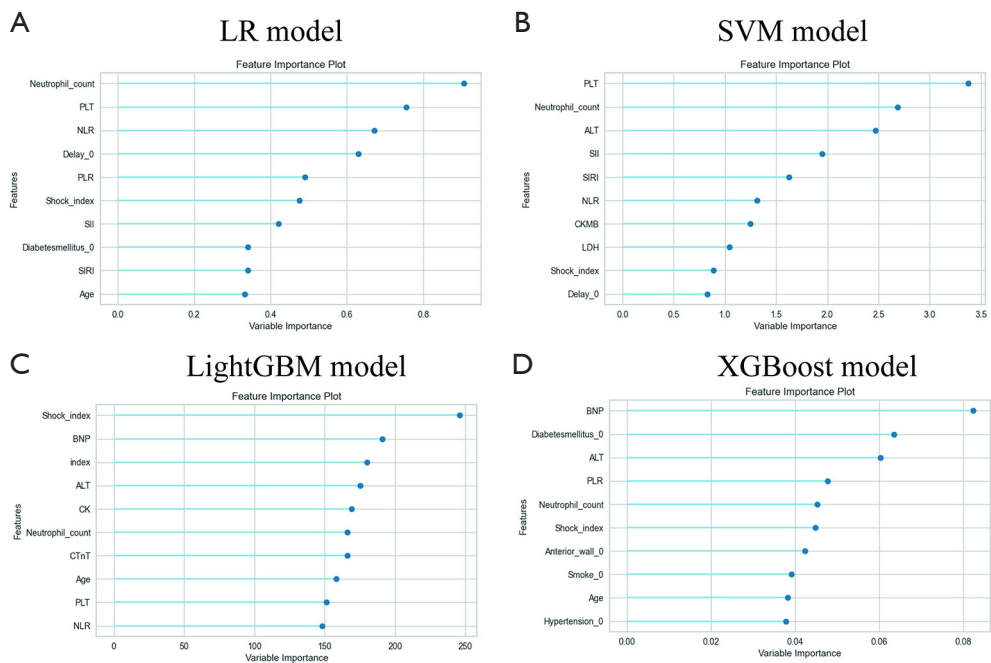 A
LR model
Feature Importance Plot
Features
Neutrophil_count
PLT
NLR
Delay_0
PLR
Shock_index
SII
Diabetesmellitus_0
SIRI
Age
0.0 0.2 0.4 0.6 0.8
Variable Importance
B
SVM model
Feature Importance Plot
Features
PLT
Neutrophil_count
ALT
SII
SIRI
NLR
CKMB
LDH
Shock_index
Delay_0
0.0 0.5 1.0 1.5 2.0 2.5 3.0 3.5
Variable Importance
C
LightGBM model
Feature Importance Plot
Features
Shock_index
BNP
index
ALT
CK
Neutrophil_count
CTnT
Age
PLT
NLR
0 50 100 150 200 250
Variable Importance
D
XGBoost model
Feature Importance Plot
Features
BNP
Diabetesmellitus_0
ALT
PLR
Neutrophil_count
Shock_index
Anterior_wall_0
Smoke_0
Age
Hypertension_0
0.00 0.02 0.04 0.06 0.08
Variable Importance